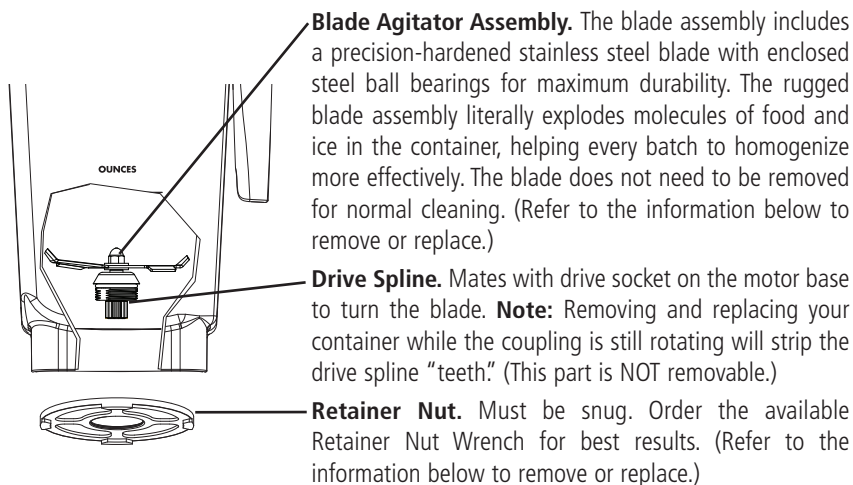 Blade Agitator Assembly. The blade assembly includes
a precision-hardened stainless steel blade with enclosed
steel ball bearings for maximum durability. The rugged
blade assembly literally explodes molecules of food and
ice in the container, helping every batch to homogenize
more effectively. The blade does not need to be removed
for normal cleaning. (Refer to the information below to
remove or replace.)
OUNCES
Drive Spline. Mates with drive socket on the motor base
to turn the blade. Note: Removing and replacing your
container while the coupling is still rotating will strip the
drive spline “teeth.” (This part is NOT removable.)
Retainer Nut. Must be snug. Order the available
Retainer Nut Wrench for best results. (Refer to the
information below to remove or replace.)